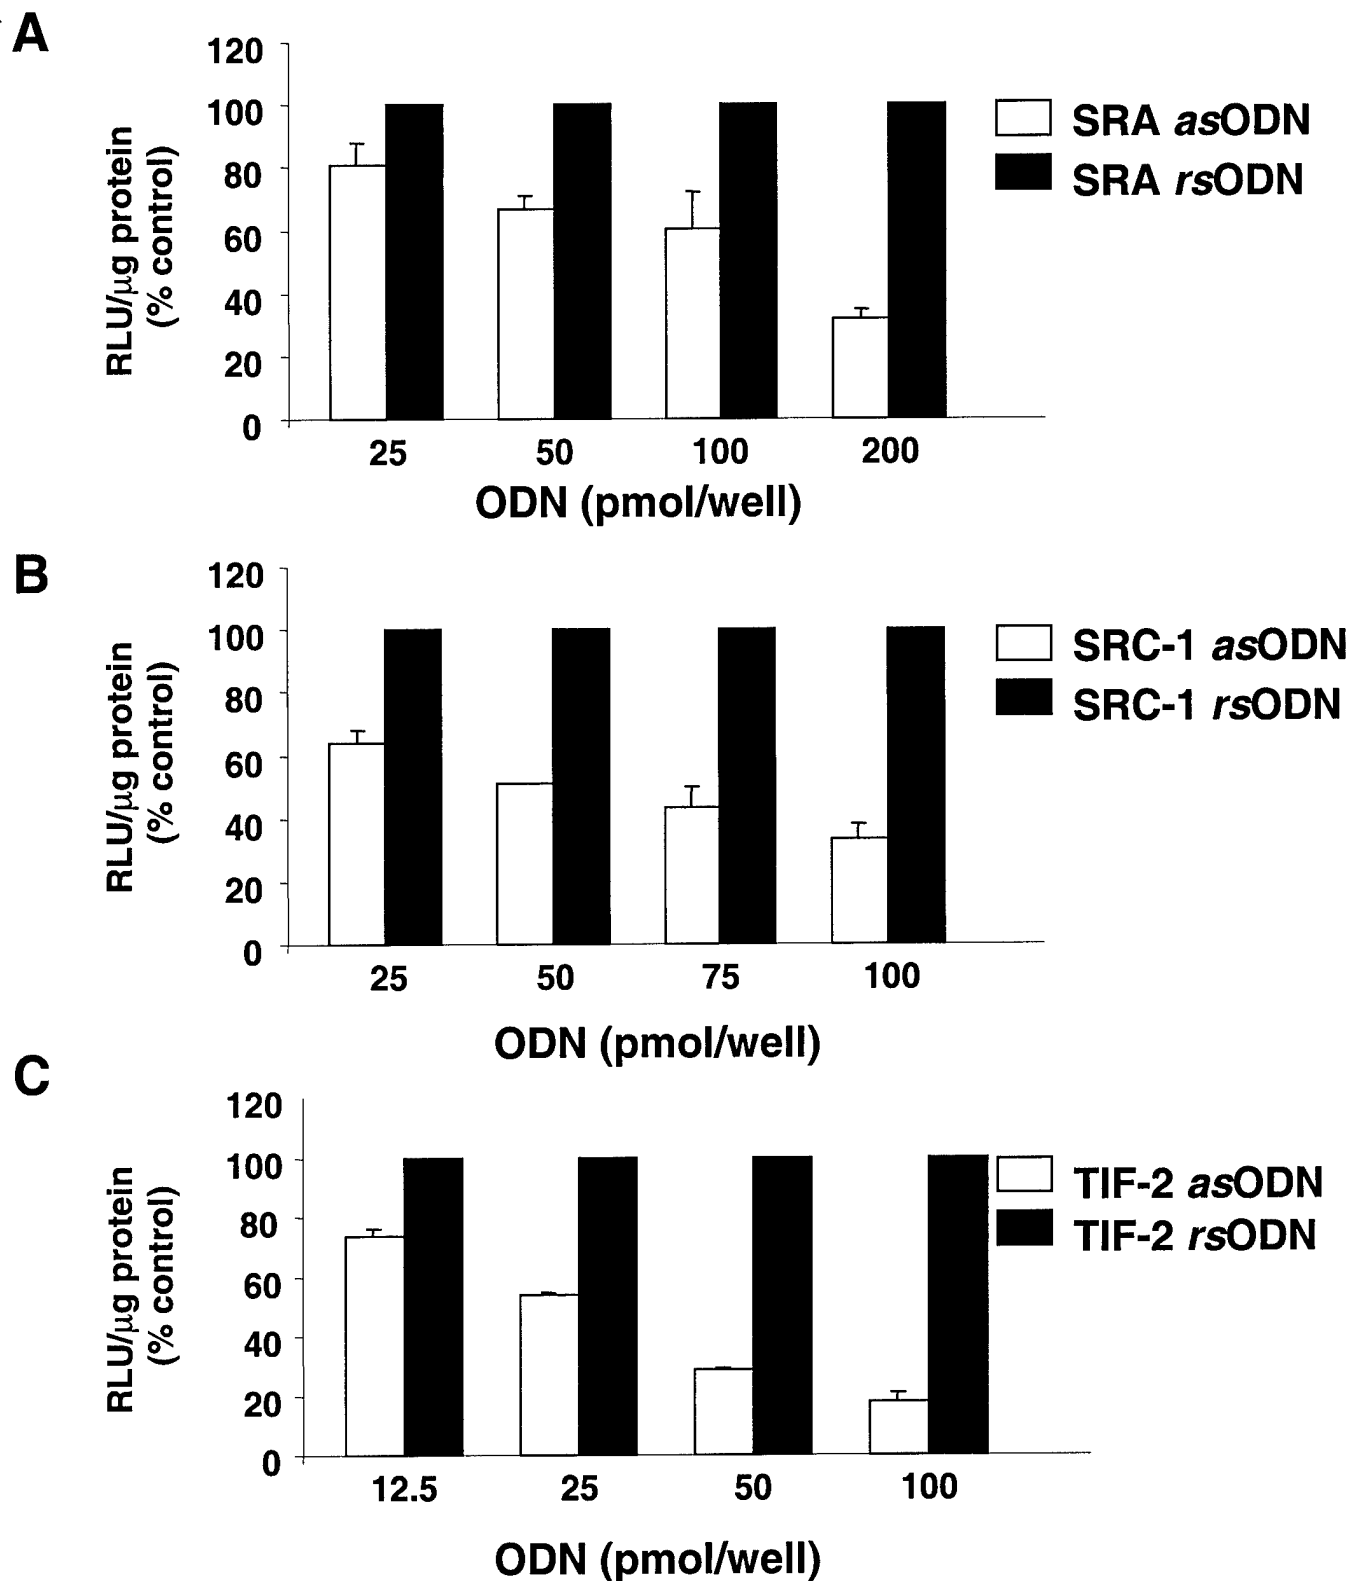 A
120
100
80
60
40
20
0
RLU/μg protein
(% control)
25 50 100 200
ODN (pmol/well)
SRA asODN
SRA rsODN
B
120
100
80
60
40
20
0
RLU/μg protein
(% control)
25 50 75 100
ODN (pmol/well)
SRC-1 asODN
SRC-1 rsODN
C
120
100
80
60
40
20
0
RLU/μg protein
(% control)
12.5 25 50 100
ODN (pmol/well)
TIF-2 asODN
TIF-2 rsODN